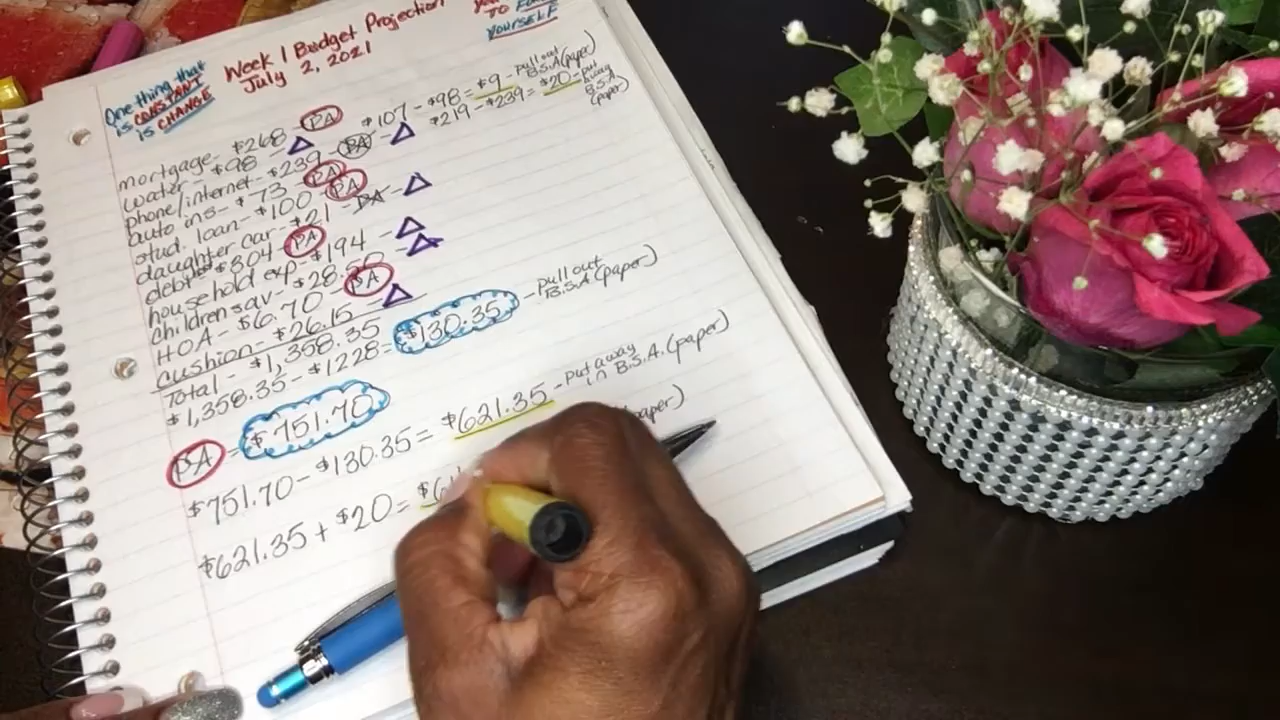 One thing that
is CONSTANT
is CHANGE
Week 1 Budget Projection
July 2, 2021
TO
YOURSELF
mortgage - $268 - PA
water - $98 - $107 - $98 = $9 - pull out B.S.A (paper)
phone/internet - $239 - PA - $219 - $239 = $20 - put away B.S.A (paper)
auto ins - $73 - PA
stud. loan - $100 - PA
daughter car - $21 - PA -
debt - $304 - PA
household exp - $194 -
children sav - $28.50
HOA - $6.70 - PA
cushion - $26.15
Total - $1,358.35
$1,358.35 - $1228 = $130.35 - pull out B.S.A (paper)
PA = $751.70
$751.70 - $130.35 = $621.35 - put away in B.S.A. (paper)
$621.35 + $20 = paper)